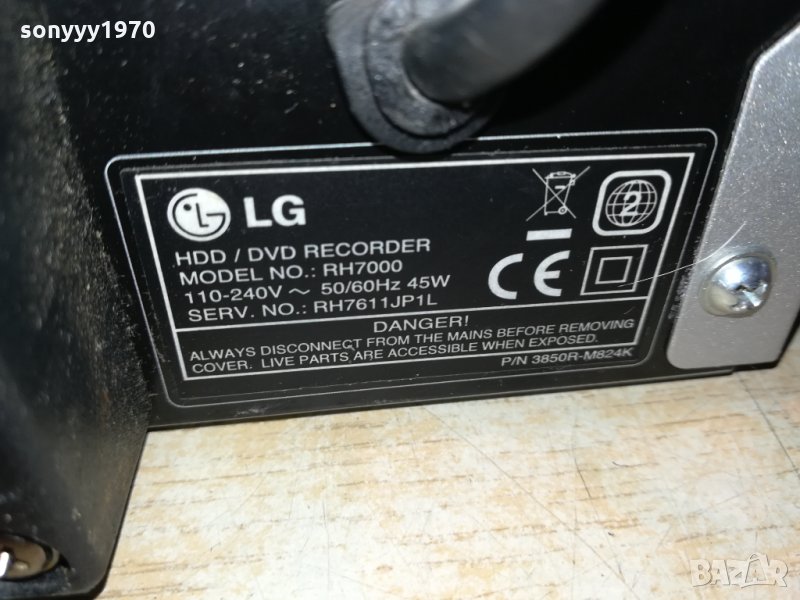 sonyyy1970
LG
2
HDD / DVD RECORDER
MODEL NO.: RH7000
110-240V ~ 50/60Hz 45W
SERV. NO.: RH7611JP1L
CE
DANGER!
ALWAYS DISCONNECT FROM THE MAINS BEFORE REMOVING
COVER. LIVE PARTS ARE ACCESSIBLE WHEN EXPOSED.
P/N 3850R-M824K
BAZAR